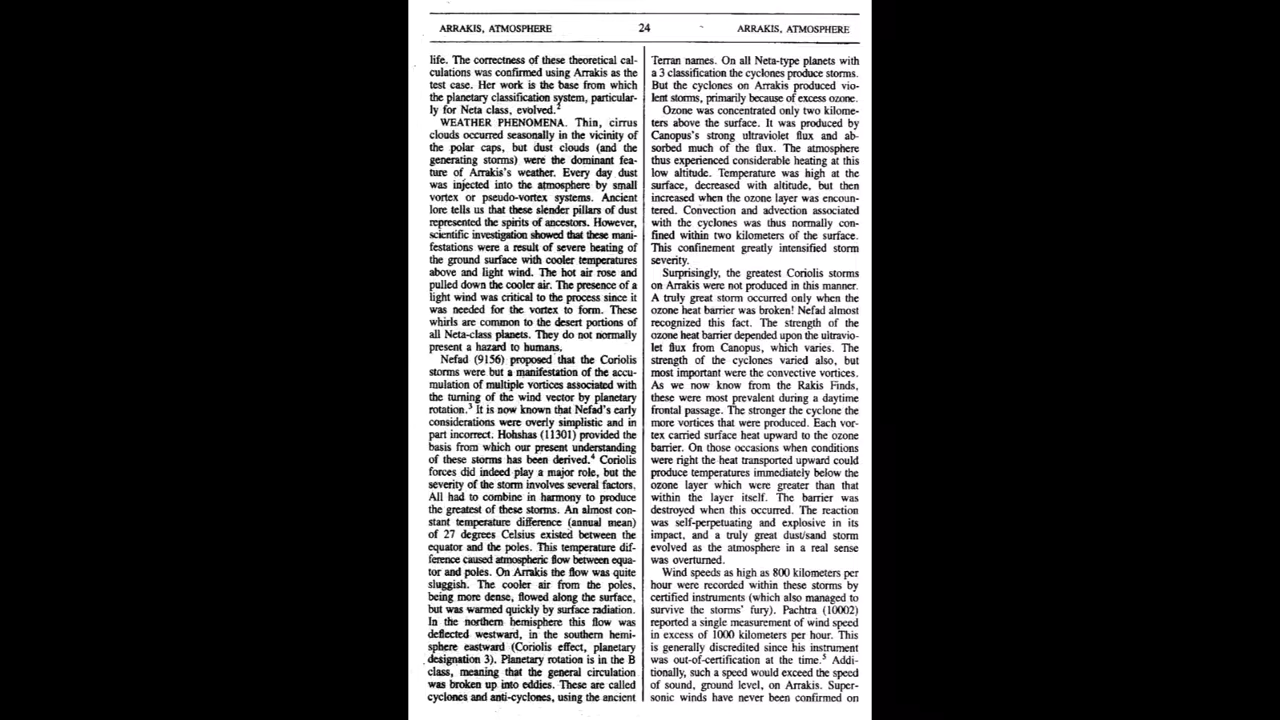 ARRAKIS, ATMOSPHERE 24 ARRAKIS, ATMOSPHERE
life. The correctness of these theoretical cal-
culations was confirmed using Arrakis as the
test case. Her work is the base from which
the planetary classification system, particular-
ly for Neta class, evolved.²
WEATHER PHENOMENA. Thin, cirrus
clouds occurred seasonally in the vicinity of
the polar caps, but dust clouds (and the
generating storms) were the dominant fea-
ture of Arrakis's weather. Every day dust
was injected into the atmosphere by small
vortex or pseudo-vortex systems. Ancient
lore tells us that these slender pillars of dust
represented the spirits of ancestors. However,
scientific investigation showed that these mani-
festations were a result of severe heating of
the ground surface with cooler temperatures
above and light wind. The hot air rose and
pulled down the cooler air. The presence of a
light wind was critical to the process since it
was needed for the vortex to form. These
whirls are common to the desert portions of
all Neta-class planets. They do not normally
present a hazard to humans.
Nefad (9156) proposed that the Coriolis
storms were but a manifestation of the accu-
mulation of multiple vortices associated with
the turning of the wind vector by planetary
rotation.³ It is now known that Nefad's early
considerations were overly simplistic and in
part incorrect. Hohshas (11301) provided the
basis from which our present understanding
of these storms has been derived.⁴ Coriolis
forces did indeed play a major role, but the
severity of the storm involves several factors.
All had to combine in harmony to produce
the greatest of these storms. An almost con-
stant temperature difference (annual mean)
of 27 degrees Celsius existed between the
equator and the poles. This temperature dif-
ference caused atmospheric flow between equa-
tor and poles. On Arrakis the flow was quite
sluggish. The cooler air from the poles,
being more dense, flowed along the surface,
but was warmed quickly by surface radiation.
In the northern hemisphere this flow was
deflected westward, in the southern hemi-
sphere eastward (Coriolis effect, planetary
designation 3). Planetary rotation is in the B
class, meaning that the general circulation
was broken up into eddies. These are called
cyclones and anti-cyclones, using the ancient
Terran names. On all Neta-type planets with
a 3 classification the cyclones produce storms.
But the cyclones on Arrakis produced vio-
lent storms, primarily because of excess ozone.
Ozone was concentrated only two kilome-
ters above the surface. It was produced by
Canopus's strong ultraviolet flux and ab-
sorbed much of the flux. The atmosphere
thus experienced considerable heating at this
low altitude. Temperature was high at the
surface, decreased with altitude, but then
increased when the ozone layer was encoun-
tered. Convection and advection associated
with the cyclones was thus normally con-
fined within two kilometers of the surface.
This confinement greatly intensified storm
severity.
Surprisingly, the greatest Coriolis storms
on Arrakis were not produced in this manner.
A truly great storm occurred only when the
ozone heat barrier was broken! Nefad almost
recognized this fact. The strength of the
ozone heat barrier depended upon the ultravio-
let flux from Canopus, which varies. The
strength of the cyclones varied also, but
most important were the convective vortices.
As we now know from the Rakis Finds,
these were most prevalent during a daytime
frontal passage. The stronger the cyclone the
more vortices that were produced. Each vor-
tex carried surface heat upward to the ozone
barrier. On those occasions when conditions
were right the heat transported upward could
produce temperatures immediately below the
ozone layer which were greater than that
within the layer itself. The barrier was
destroyed when this occurred. The reaction
was self-perpetuating and explosive in its
impact, and a truly great dust/sand storm
evolved as the atmosphere in a real sense
was overturned.
Wind speeds as high as 800 kilometers per
hour were recorded within these storms by
certified instruments (which also managed to
survive the storms' fury). Pachtra (10002)
reported a single measurement of wind speed
in excess of 1000 kilometers per hour. This
is generally discredited since his instrument
was out-of-certification at the time.⁵ Addi-
tionally, such a speed would exceed the speed
of sound, ground level, on Arrakis. Super-
sonic winds have never been confirmed on